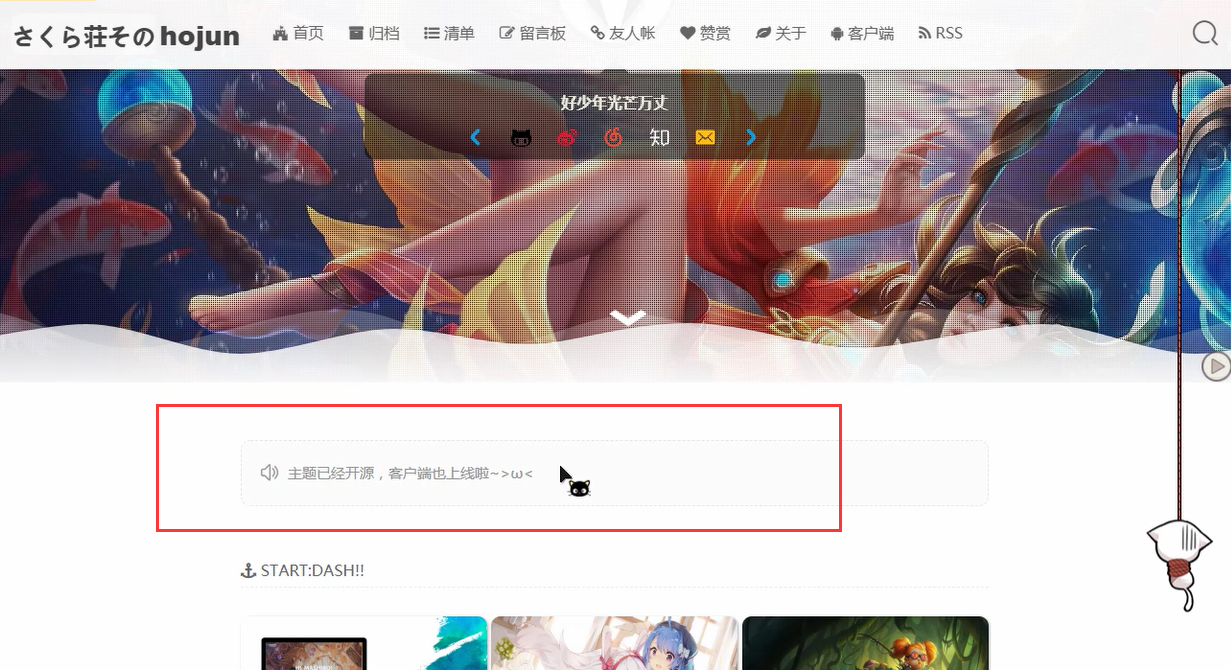 さくら荘その hojun
首页 归档 清单 留言板 友人帐 赞赏 关于 客户端 RSS
好少年光芒万丈
知
主题已经开源，客户端也上线啦~>ω<
START:DASH!!